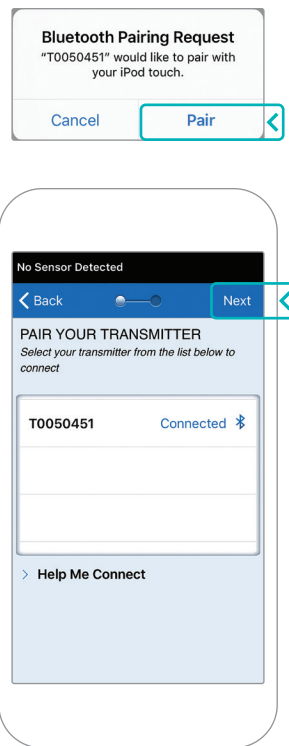 Bluetooth Pairing Request
“T0050451” would like to pair with
your iPod touch.
Cancel Pair
No Sensor Detected
Back Next
PAIR YOUR TRANSMITTER
Select your transmitter from the list below to
connect
T0050451 Connected
> Help Me Connect